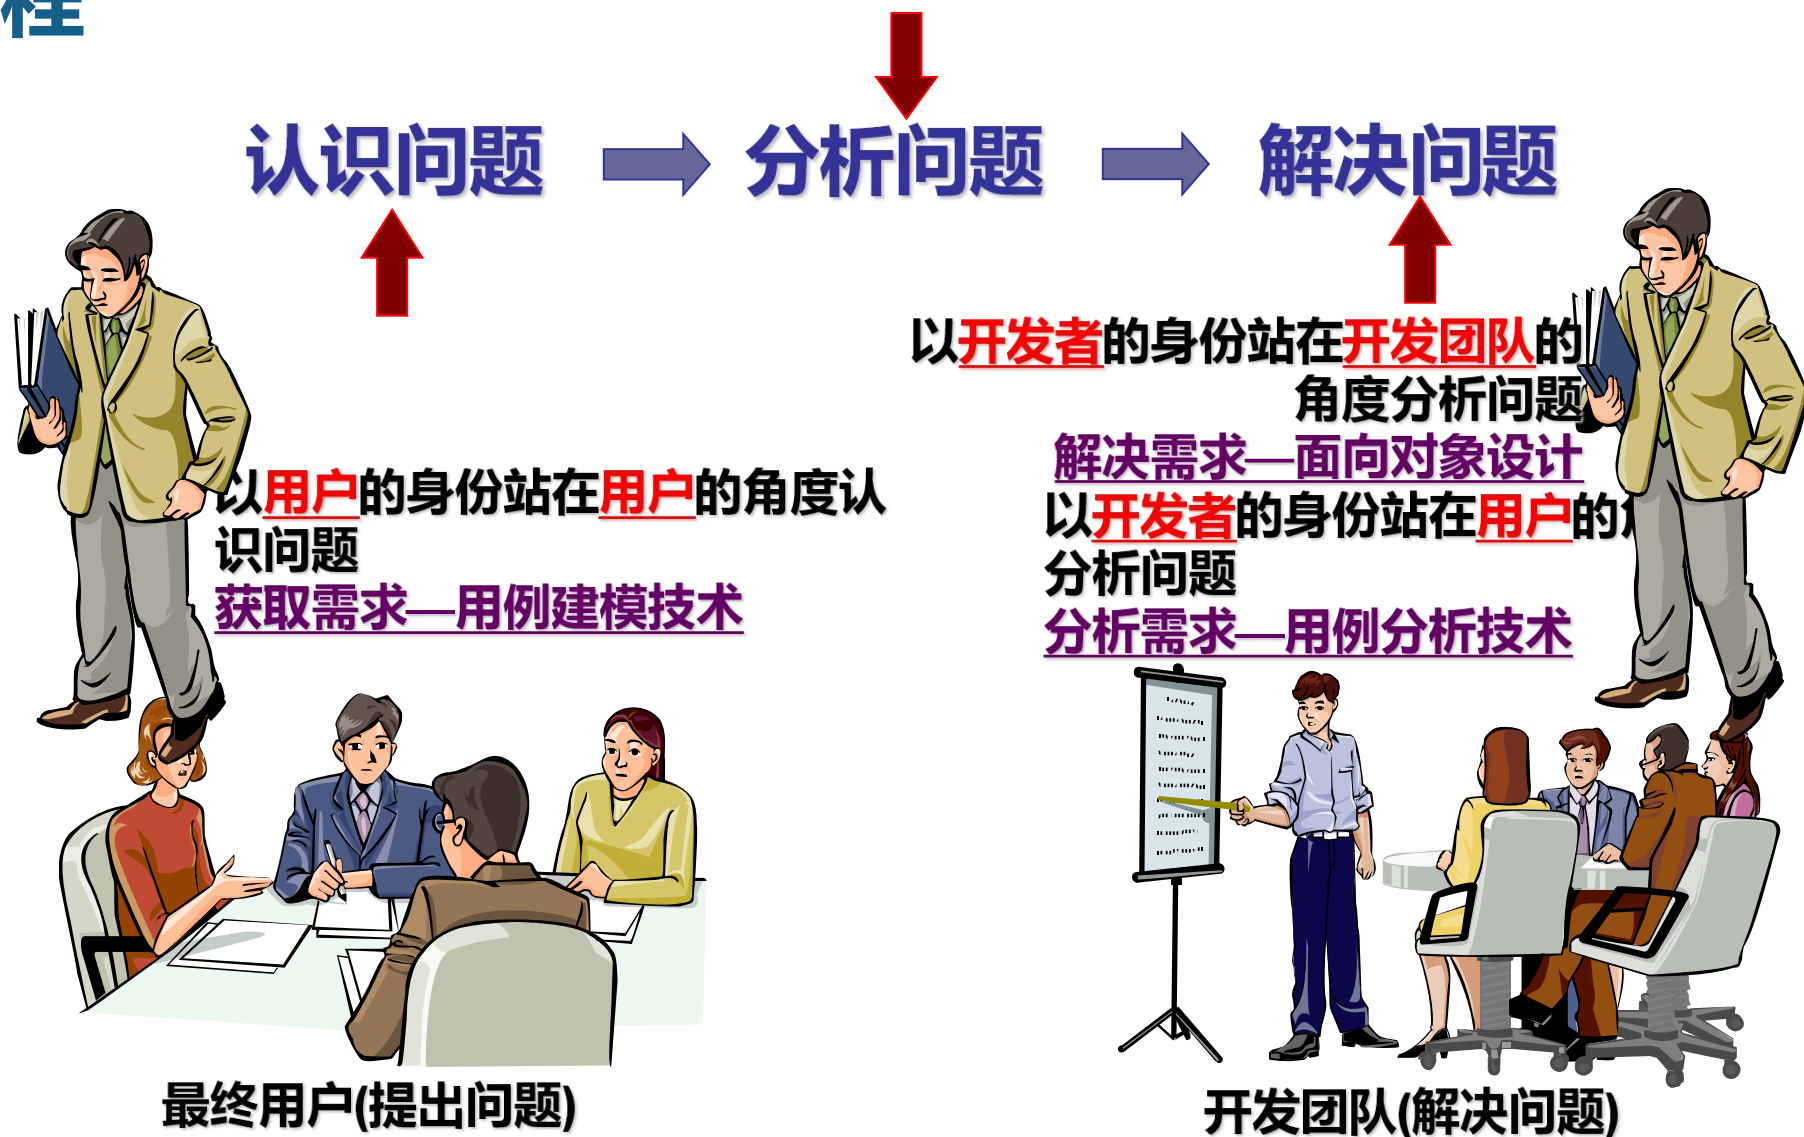 程
认识问题
分析问题
解决问题
以开发者的身份站在开发团队的
角度分析问题
解决需求—面向对象设计
以用户的身份站在用户的角度认
识问题
获取需求—用例建模技术
以开发者的身份站在用户的
分析问题
分析需求—用例分析技术
最终用户(提出问题)
开发团队(解决问题)